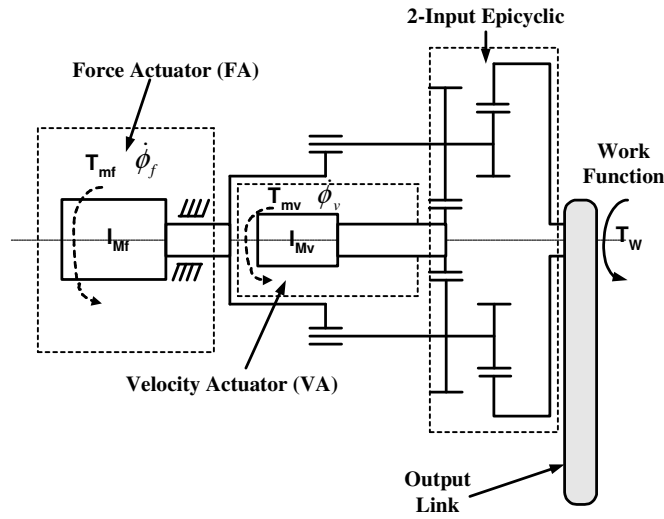 2-Input Epicyclic
Force Actuator (FA)
T_mf ϕ̇_f
I_Mf
T_mv ϕ̇_v
I_Mv
Work
Function
T_W
Velocity Actuator (VA)
Output
Link